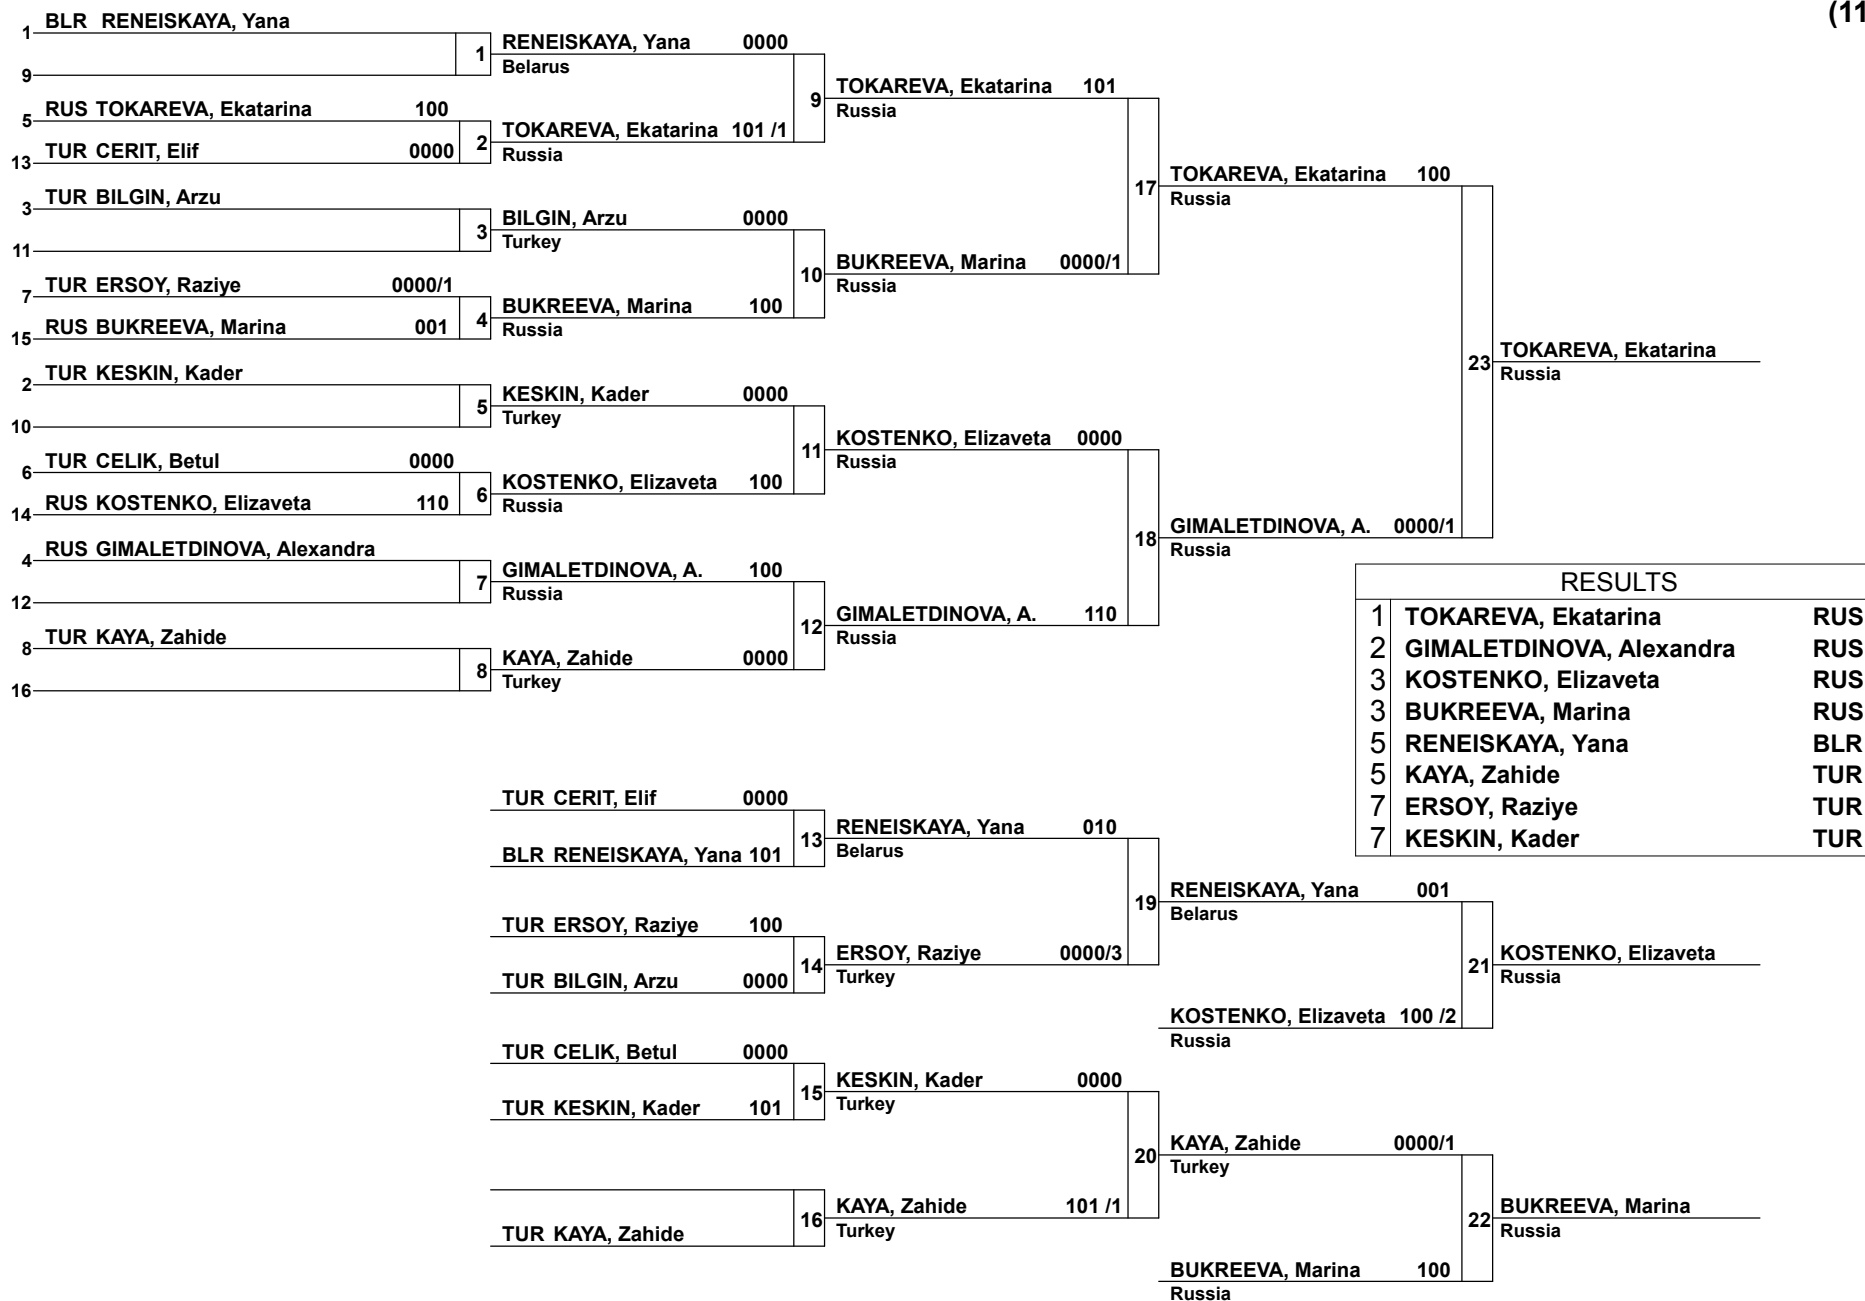 (11
1 BLR RENEISKAYA, Yana
9
1
5 RUS TOKAREVA, Ekatarina 100
13 TUR CERIT, Elif 0000
2
3 TUR BILGIN, Arzu
11
3
7 TUR ERSOY, Raziye 0000/1
15 RUS BUKREEVA, Marina 001
4
2 TUR KESKIN, Kader
10
5
6 TUR CELIK, Betul 0000
14 RUS KOSTENKO, Elizaveta 110
6
4 RUS GIMALETDINOVA, Alexandra
12
7
8 TUR KAYA, Zahide
16
8
RENEISKAYA, Yana 0000
Belarus
9
TOKAREVA, Ekatarina 101 /1
Russia
BILGIN, Arzu 0000
Turkey
10
BUKREEVA, Marina 100
Russia
KESKIN, Kader 0000
Turkey
11
KOSTENKO, Elizaveta 100
Russia
GIMALETDINOVA, A. 100
Russia
12
KAYA, Zahide 0000
Turkey
TOKAREVA, Ekatarina 101
Russia
17
BUKREEVA, Marina 0000/1
Russia
KOSTENKO, Elizaveta 0000
Russia
18
GIMALETDINOVA, A. 110
Russia
TOKAREVA, Ekatarina 100
Russia
23
GIMALETDINOVA, A. 0000/1
Russia
TOKAREVA, Ekatarina
Russia
RESULTS
1 TOKAREVA, Ekatarina RUS
2 GIMALETDINOVA, Alexandra RUS
3 KOSTENKO, Elizaveta RUS
3 BUKREEVA, Marina RUS
5 RENEISKAYA, Yana BLR
5 KAYA, Zahide TUR
7 ERSOY, Raziye TUR
7 KESKIN, Kader TUR
TUR CERIT, Elif 0000
13
BLR RENEISKAYA, Yana 101
TUR ERSOY, Raziye 100
14
TUR BILGIN, Arzu 0000
TUR CELIK, Betul 0000
15
TUR KESKIN, Kader 101
16
TUR KAYA, Zahide
RENEISKAYA, Yana 010
Belarus
19
ERSOY, Raziye 0000/3
Turkey
KESKIN, Kader 0000
Turkey
20
KAYA, Zahide 101 /1
Turkey
RENEISKAYA, Yana 001
Belarus
21
KOSTENKO, Elizaveta 100 /2
Russia
KAYA, Zahide 0000/1
Turkey
22
BUKREEVA, Marina 100
Russia
KOSTENKO, Elizaveta
Russia
BUKREEVA, Marina
Russia